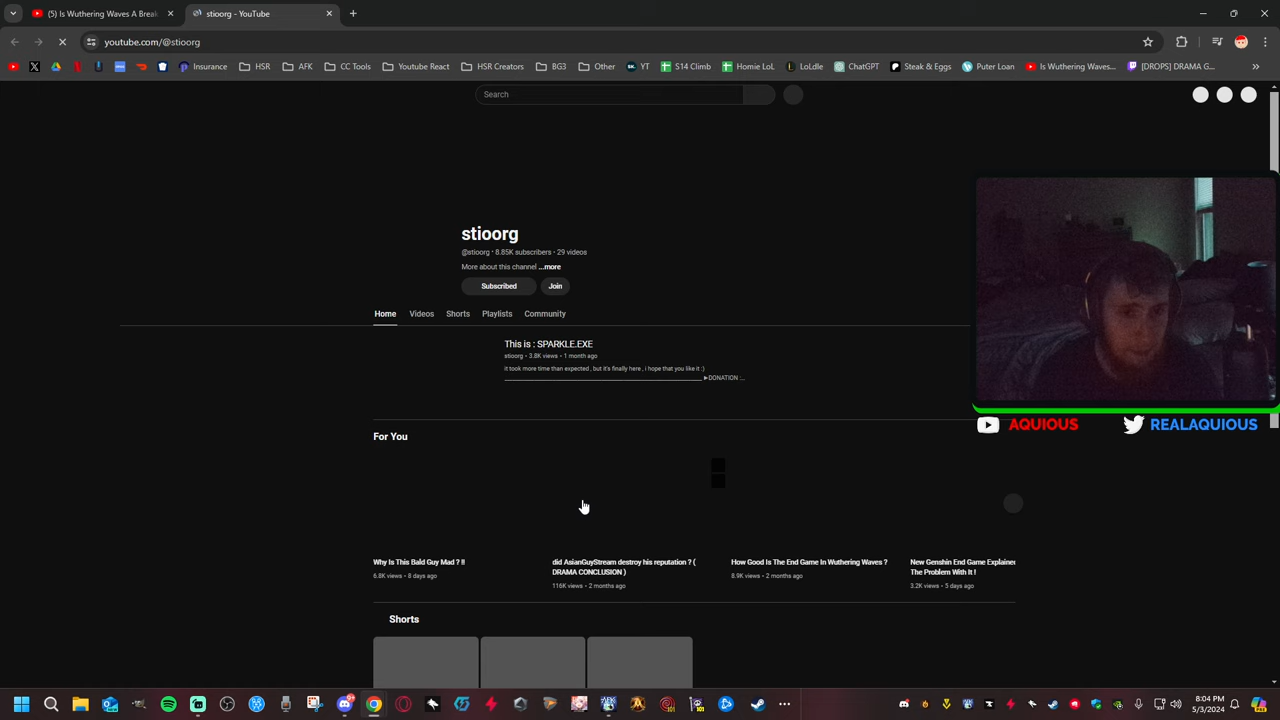 (5) Is Wuthering Waves A Break
stioorg - YouTube
youtube.com/@stioorg
Insurance
HSR
AFK
CC Tools
Youtube React
HSR Creators
BG3
Other
YT
S14 Climb
Homie LoL
LoLdle
ChatGPT
Steak & Eggs
Puter Loan
Is Wuthering Waves...
[DROPS] DRAMA G...
Search
stioorg
@stioorg • 8.85K subscribers • 29 videos
More about this channel ...more
Subscribed
Join
Home
Videos
Shorts
Playlists
Community
This is : SPARKLE.EXE
stioorg • 3.8K views • 1 month ago
it took more time than expected , but it's finally here , i hope that you like it :)
►DONATION :...
AQUIOUS
REALAQUIOUS
For You
Why Is This Bald Guy Mad ? !!
6.8K views • 8 days ago
did AsianGuyStream destroy his reputation ? (
DRAMA CONCLUSION )
116K views • 2 months ago
How Good Is The End Game In Wuthering Waves ?
8.9K views • 2 months ago
New Genshin End Game Explained
The Problem With It !
3.2K views • 5 days ago
Shorts
8:04 PM
5/3/2024